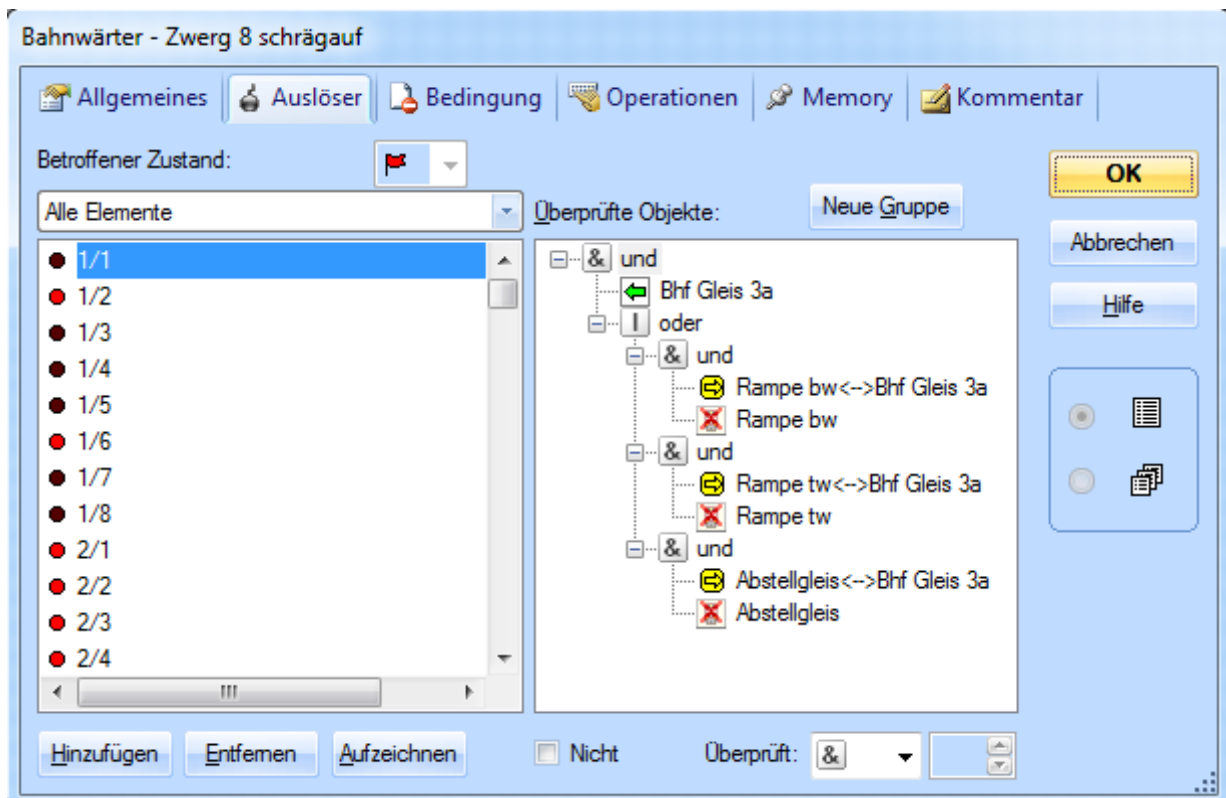 Bahnwärter - Zwerg 8 schrägauf
Allgemeines Auslöser Bedingung Operationen Memory Kommentar
Betroffener Zustand:
Alle Elemente
1/1
1/2
1/3
1/4
1/5
1/6
1/7
1/8
2/1
2/2
2/3
2/4
Hinzufügen Entfernen Aufzeichnen
Überprüfte Objekte: Neue Gruppe
& und
Bhf Gleis 3a
| oder
& und
Rampe bw<-->Bhf Gleis 3a
Rampe bw
& und
Rampe tw<-->Bhf Gleis 3a
Rampe tw
& und
Abstellgleis<-->Bhf Gleis 3a
Abstellgleis
Nicht Überprüft: &
OK
Abbrechen
Hilfe